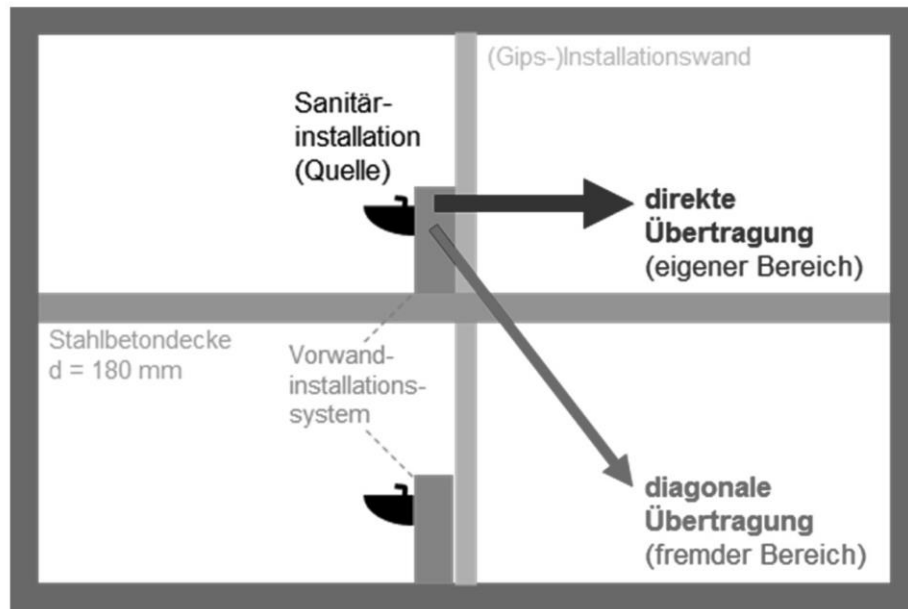 (Gips-)Installationswand
Sanitär-
installation
(Quelle)
direkte
Übertragung
(eigener Bereich)
Stahlbetondecke
d = 180 mm
Vorwand-
installations-
system
diagonale
Übertragung
(fremder Bereich)